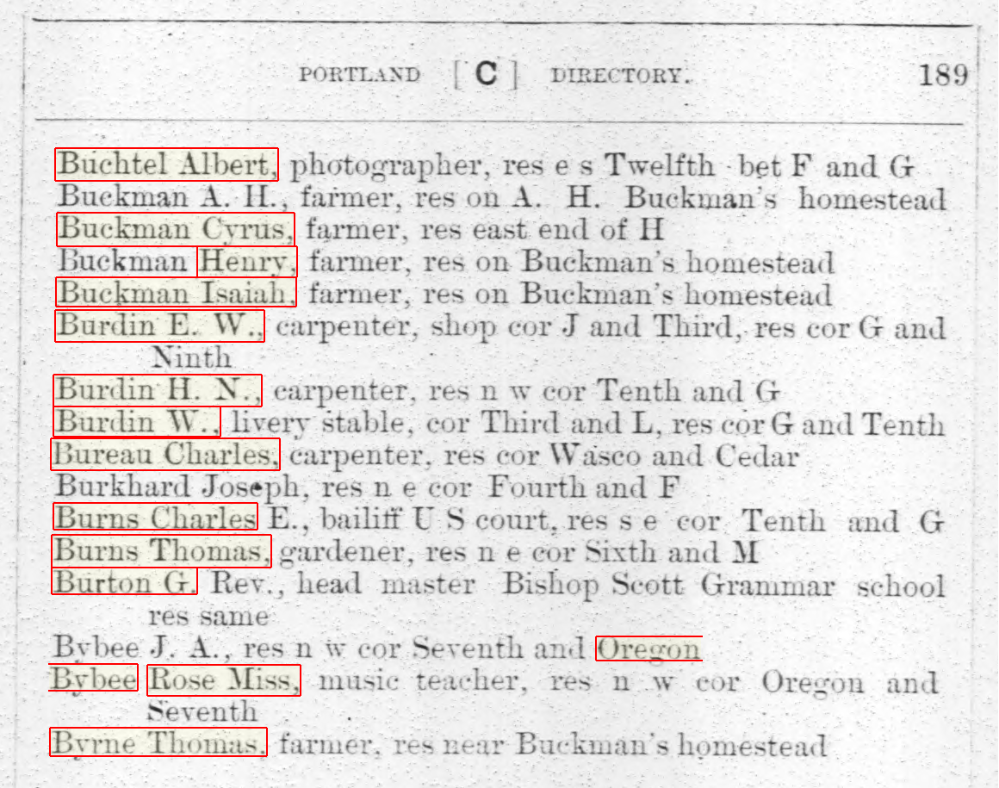 PORTLAND [C] DIRECTORY. 189
Buchtel Albert, photographer, res e s Twelfth bet F and G
Buckman A. H., farmer, res on A. H. Buckman's homestead
Buckman Cyrus, farmer, res east end of H
Buckman Henry, farmer, res on Buckman's homestead
Buckman Isaiah, farmer, res on Buckman's homestead
Burdin E. W., carpenter, shop cor J and Third, res cor G and
Ninth
Burdin H. N., carpenter, res n w cor Tenth and G
Burdin W., livery stable, cor Third and L, res cor G and Tenth
Bureau Charles, carpenter, res cor Wasco and Cedar
Burkhard Joseph, res n e cor Fourth and F
Burns Charles E., bailiff U S court, res s e cor Tenth and G
Burns Thomas, gardener, res n e cor Sixth and M
Burton G. Rev., head master Bishop Scott Grammar school
res same
Bybee J. A., res n w cor Seventh and Oregon
Bybee Rose Miss, music teacher, res n w cor Oregon and
Seventh
Byrne Thomas, farmer, res near Buckman's homestead